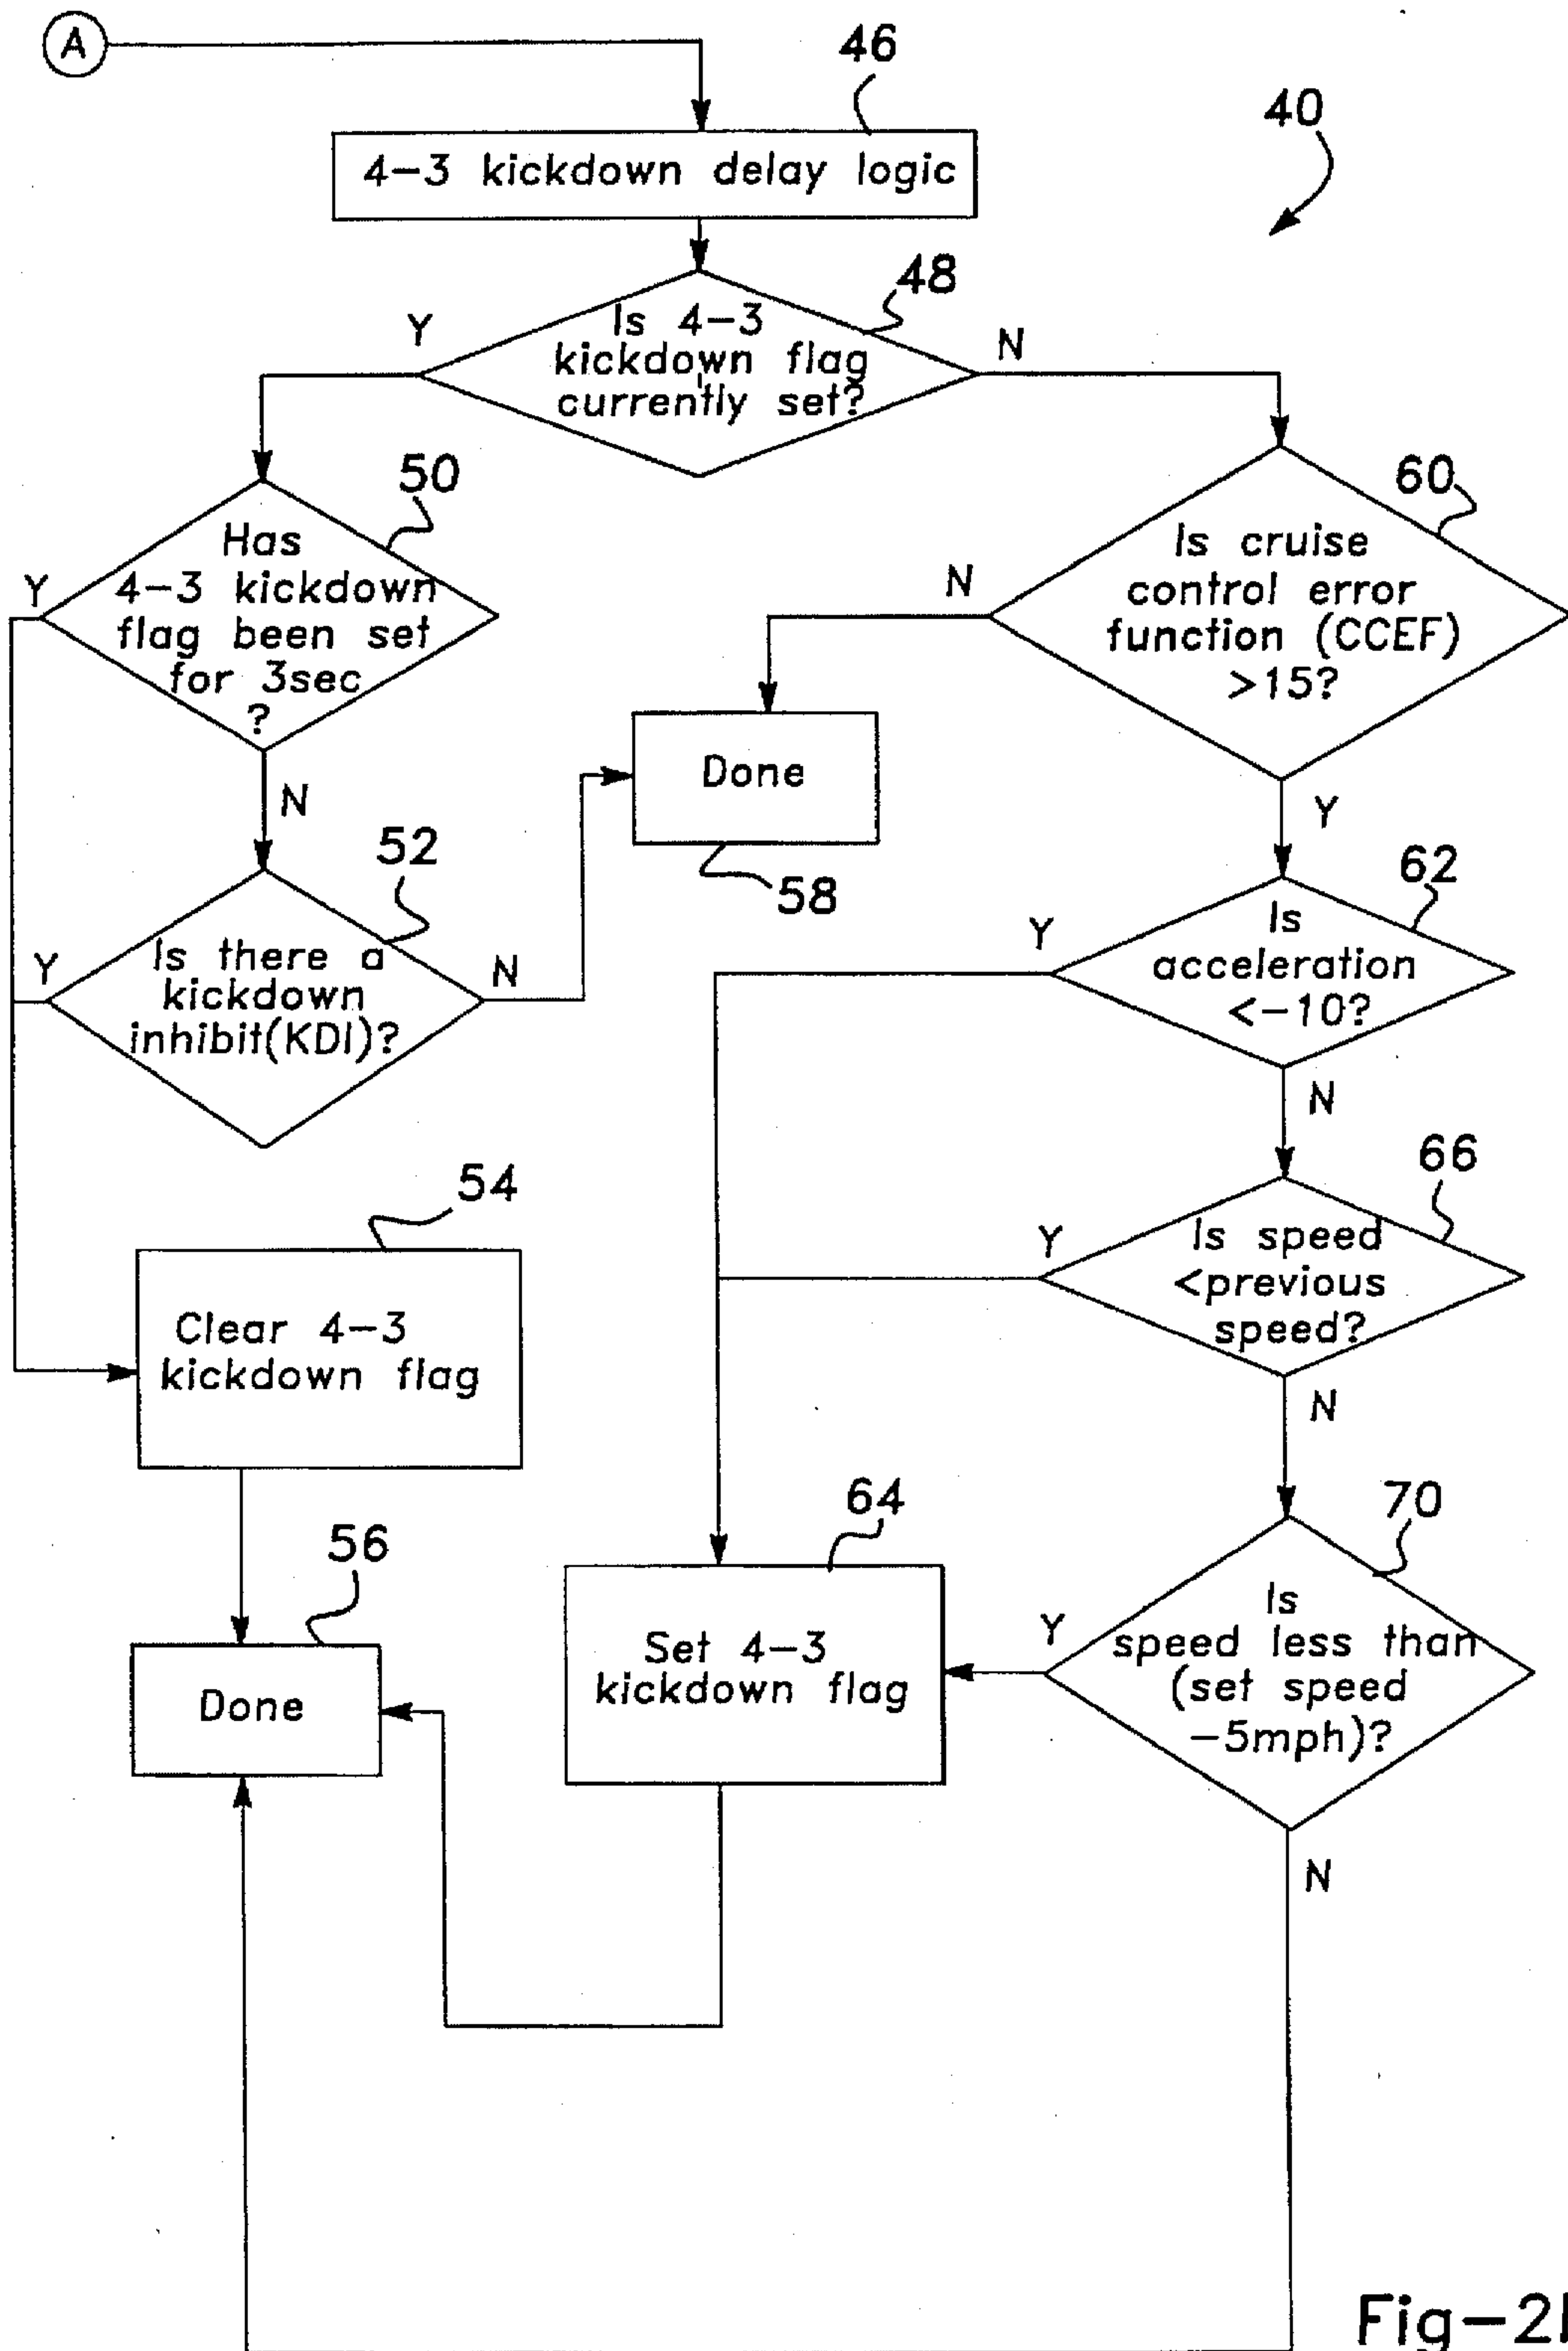 A
46
40
4-3 kickdown delay logic
48
Y
Is 4-3
kickdown flag
currently set?
N
50
60
Has
4-3 kickdown
flag been set
for 3sec
?
Y
N
Is cruise
control error
function (CCEF)
>15?
N
Y
Done
58
52
Is there a
kickdown
inhibit(KDI)?
Y
N
62
Is
acceleration
<-10?
Y
N
66
Is speed
<previous
speed?
Y
N
54
Clear 4-3
kickdown flag
56
Done
64
Set 4-3
kickdown flag
70
Is
speed less than
(set speed
-5mph)?
Y
N